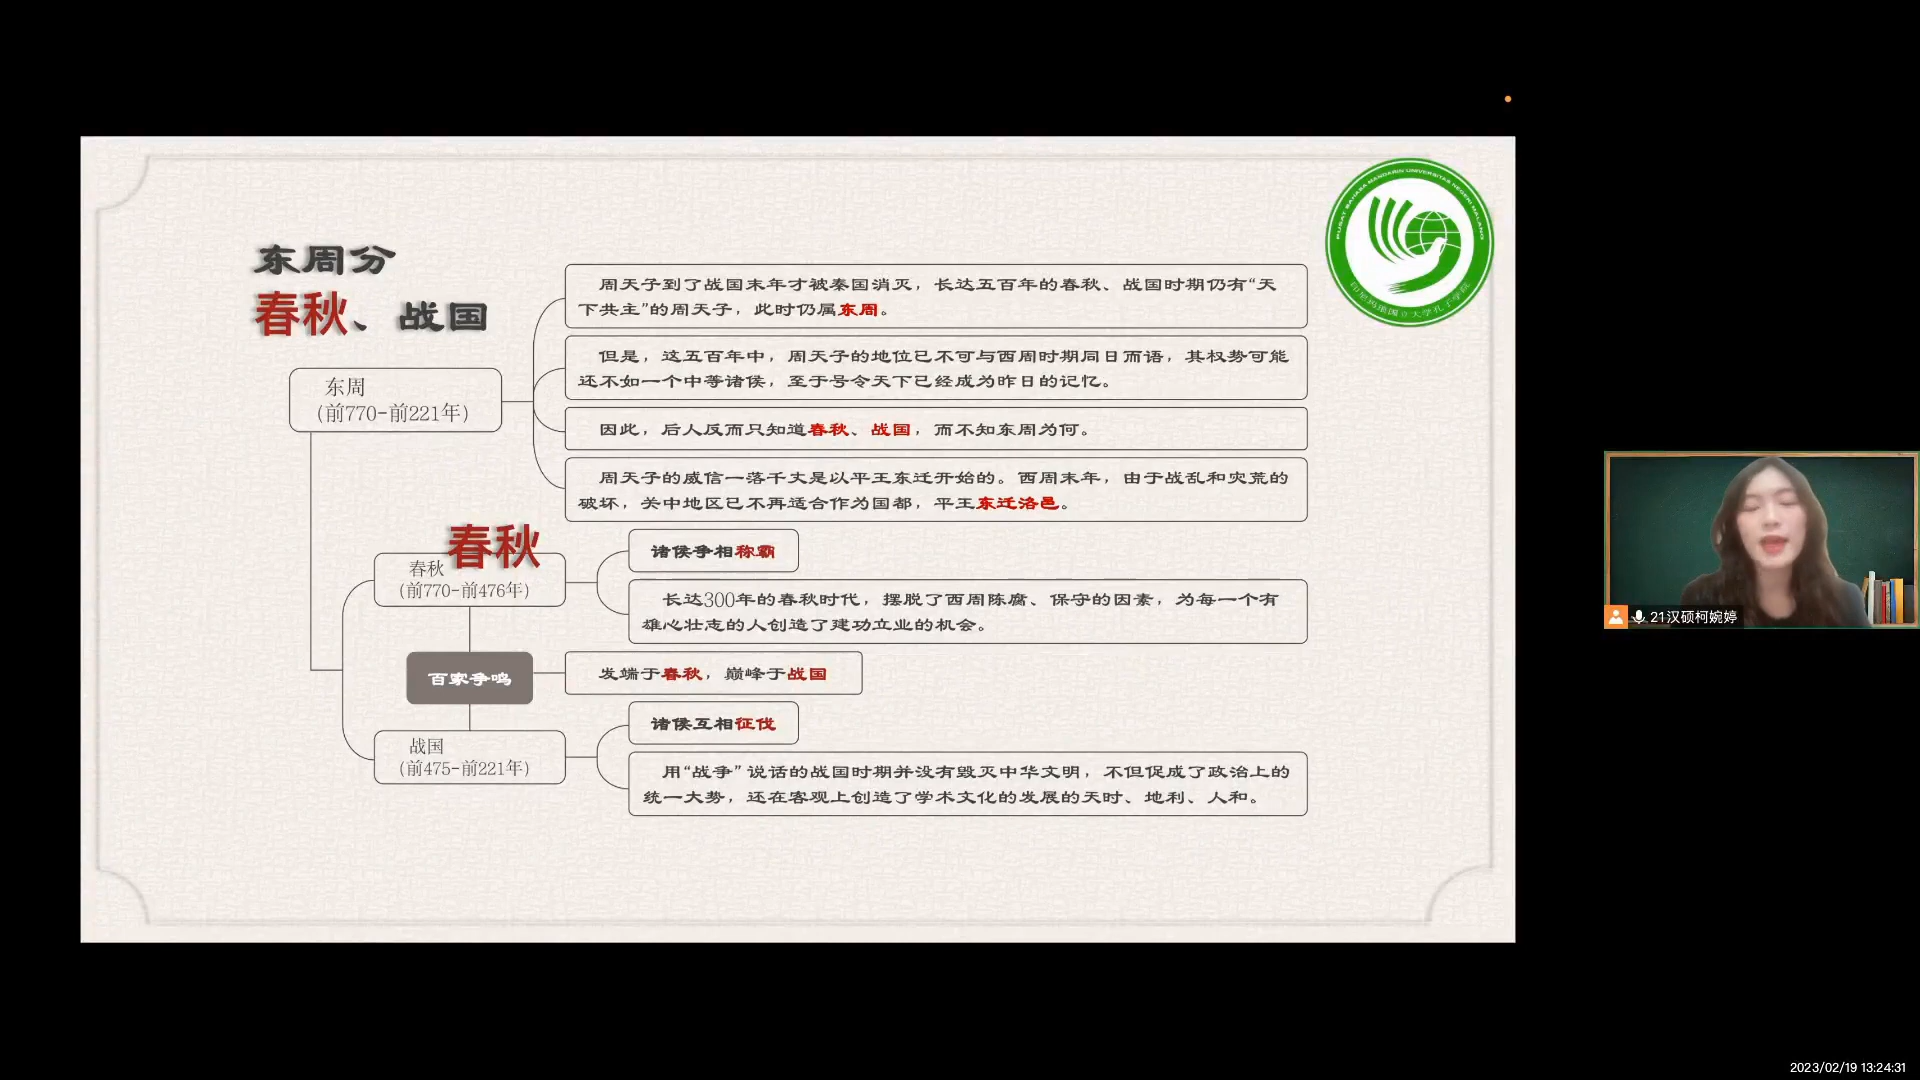 东周分
春秋、战国
东周
（前770-前221年）
周天子到了战国末年才被秦国消灭，长达五百年的春秋、战国时期仍有“天
下共主”的周天子，此时仍属东周。
但是，这五百年中，周天子的地位已不可与西周时期同日而语，其权势可能
还不如一个中等诸侯，至于号令天下已经成为昨日的记忆。
因此，后人反而只知道春秋、战国，而不知东周为何。
周天子的威信一落千丈是以平王东迁开始的。西周末年，由于战乱和灾荒的
破坏，关中地区已不再适合作为国都，平王东迁洛邑。
春秋
春秋
（前770-前476年）
诸侯争相称霸
长达300年的春秋时代，摆脱了西周陈腐、保守的因素，为每一个有
雄心壮志的人创造了建功立业的机会。
百家争鸣
发端于春秋，巅峰于战国
战国
（前475-前221年）
诸侯互相征伐
用“战争”说话的战国时期并没有毁灭中华文明，不但促成了政治上的
统一大势，还在客观上创造了学术文化的发展的天时、地利、人和。
PUSAT BAHASA MANDARIN UNIVERSITAS NEGERI MALANG
印尼玛琅国立大学孔子学院
21汉硕柯婉婷
2023/02/19 13:24:31